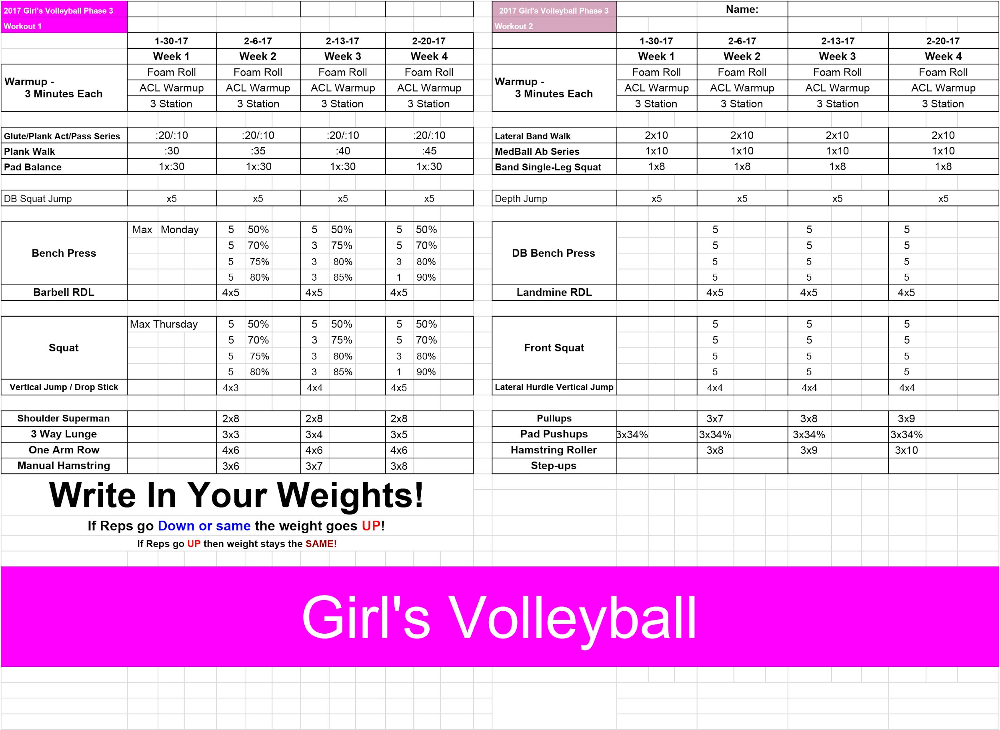 2017 Girl's Volleyball Phase 3 2017 Girl's Volleyball Phase 3 Name:
Workout 1 Workout 2
1-30-17 2-6-17 2-13-17 2-20-17 1-30-17 2-6-17 2-13-17 2-20-17
Week 1 Week 2 Week 3 Week 4 Week 1 Week 2 Week 3 Week 4
Warmup - 3 Minutes Each Foam Roll Foam Roll Foam Roll Foam Roll Warmup - 3 Minutes Each Foam Roll Foam Roll Foam Roll Foam Roll
ACL Warmup ACL Warmup ACL Warmup ACL Warmup ACL Warmup ACL Warmup ACL Warmup ACL Warmup
3 Station 3 Station 3 Station 3 Station 3 Station 3 Station 3 Station 3 Station
Glute/Plank Act/Pass Series :20/:10 :20/:10 :20/:10 :20/:10 Lateral Band Walk 2x10 2x10 2x10 2x10
Plank Walk :30 :35 :40 :45 MedBall Ab Series 1x10 1x10 1x10 1x10
Pad Balance 1x:30 1x:30 1x:30 1x:30 Band Single-Leg Squat 1x8 1x8 1x8 1x8
DB Squat Jump x5 x5 x5 x5 Depth Jump x5 x5 x5 x5
Bench Press Max Monday 5 50% 5 50% 5 50% DB Bench Press 5 5 5
5 70% 3 75% 5 70% 5 5 5
5 75% 3 80% 3 80% 5 5 5
5 80% 3 85% 1 90% 5 5 5
Barbell RDL 4x5 4x5 4x5 Landmine RDL 4x5 4x5 4x5
Squat Max Thursday 5 50% 5 50% 5 50% Front Squat 5 5 5
5 70% 3 75% 5 70% 5 5 5
5 75% 3 80% 3 80% 5 5 5
5 80% 3 85% 1 90% 5 5 5
Vertical Jump / Drop Stick 4x3 4x4 4x5 Lateral Hurdle Vertical Jump 4x4 4x4 4x4
Shoulder Superman 2x8 2x8 2x8 Pullups 3x7 3x8 3x9
3 Way Lunge 3x3 3x4 3x5 Pad Pushups 3x34% 3x34% 3x34% 3x34%
One Arm Row 4x6 4x6 4x6 Hamstring Roller 3x8 3x9 3x10
Manual Hamstring 3x6 3x7 3x8 Step-ups
Write In Your Weights!
If Reps go Down or same the weight goes UP!
If Reps go UP then weight stays the SAME!
Girl's Volleyball